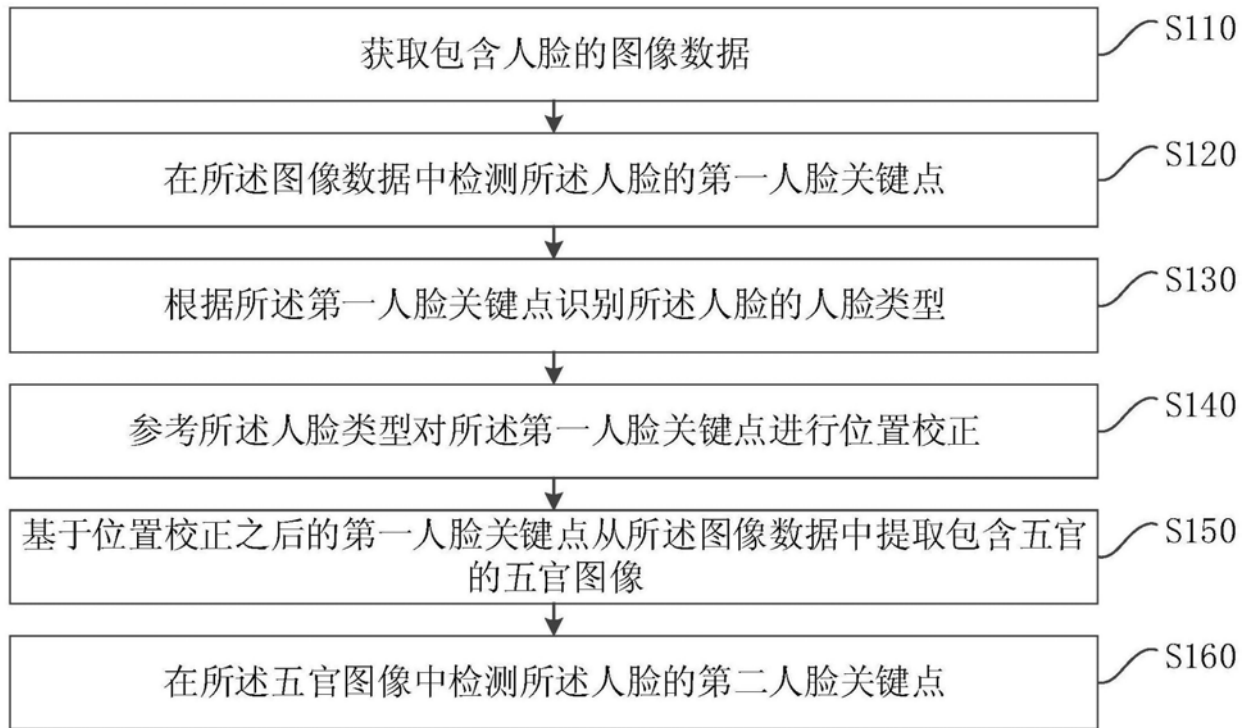 获取包含人脸的图像数据
S110
在所述图像数据中检测所述人脸的第一人脸关键点
S120
根据所述第一人脸关键点识别所述人脸的人脸类型
S130
参考所述人脸类型对所述第一人脸关键点进行位置校正
S140
基于位置校正之后的第一人脸关键点从所述图像数据中提取包含五官
的五官图像
S150
在所述五官图像中检测所述人脸的第二人脸关键点
S160